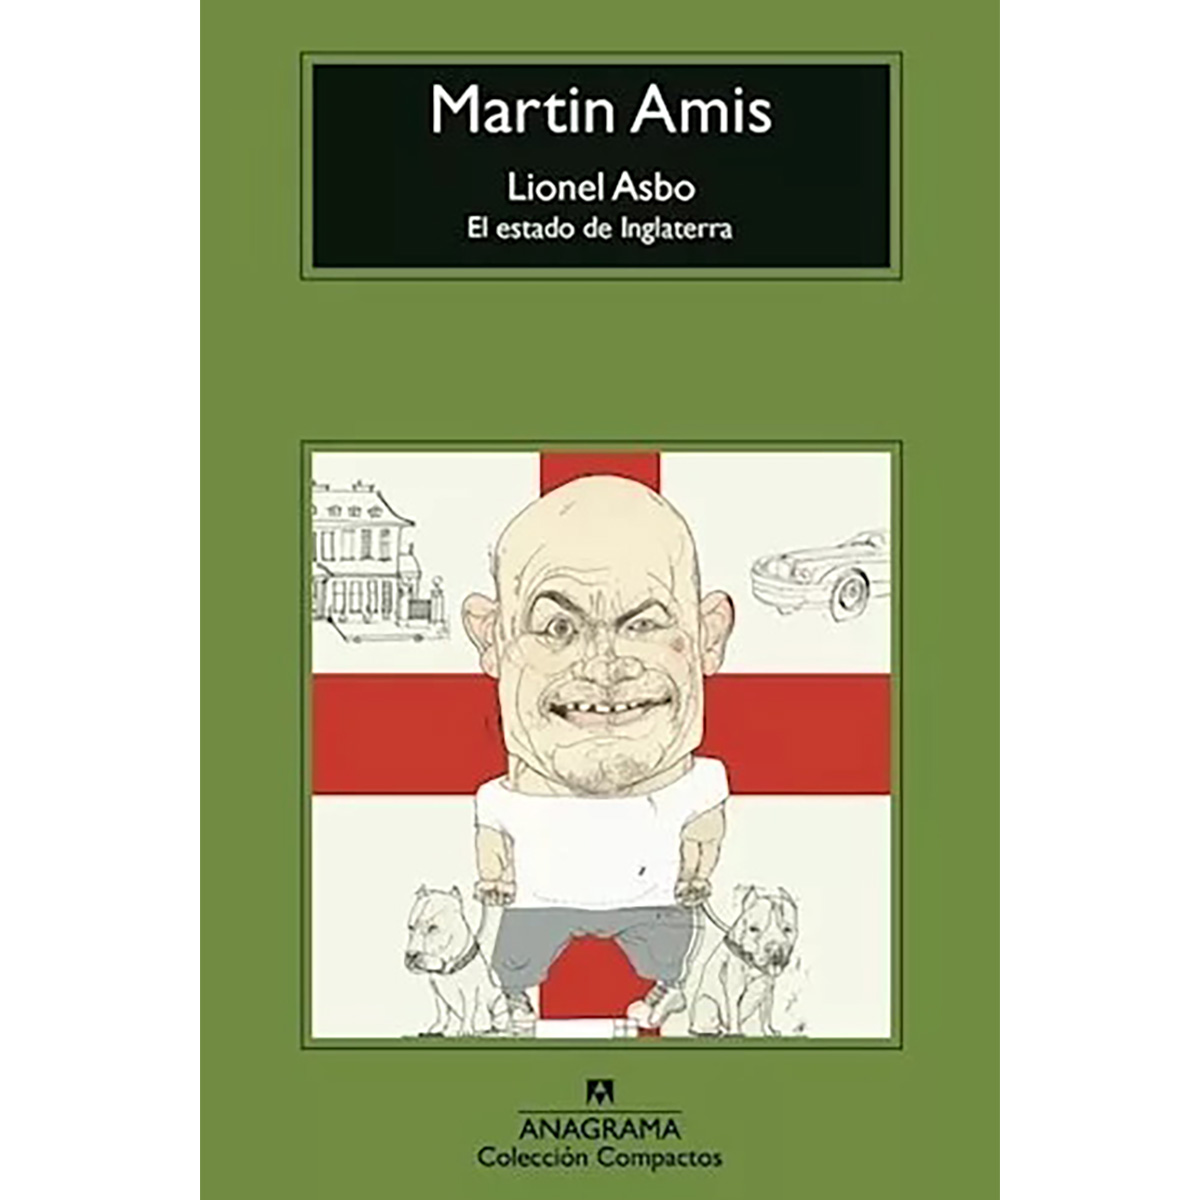 Martin Amis
Lionel Asbo
El estado de Inglaterra
ANAGRAMA
Colección Compactos